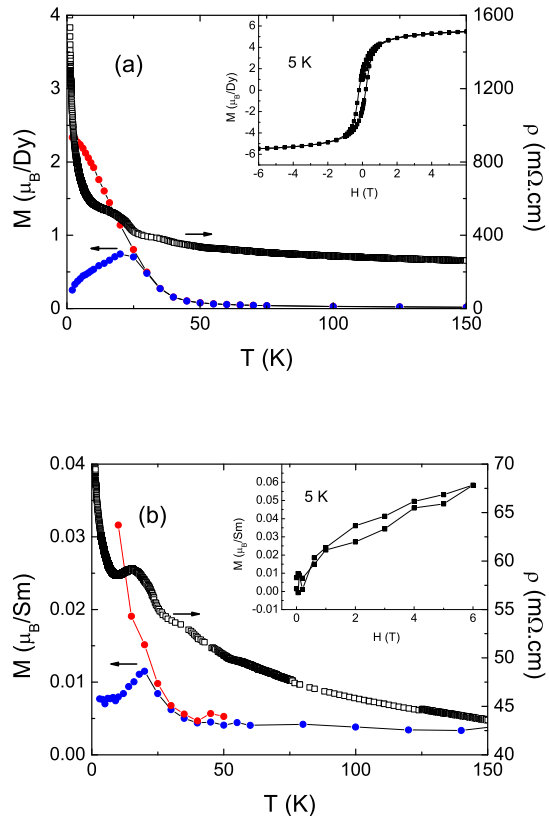 (a)
5 K
M (μB/Dy)
H (T)
-6 -4 -2 0 2 4
6
4
2
0
-2
-4
-6
M (μB/Dy)
4
3
2
1
0
1600
1200
800
400
0
ρ (mΩ.cm)
0 50 100 150
T (K)
(b)
5 K
M (μB/Sm)
0.06
0.05
0.04
0.03
0.02
0.01
0.00
-0.01
0 1 2 3 4 5 6
H (T)
M (μB/Sm)
0.04
0.03
0.02
0.01
0.00
70
65
60
55
50
45
40
ρ (mΩ.cm)
0 50 100 150
T (K)